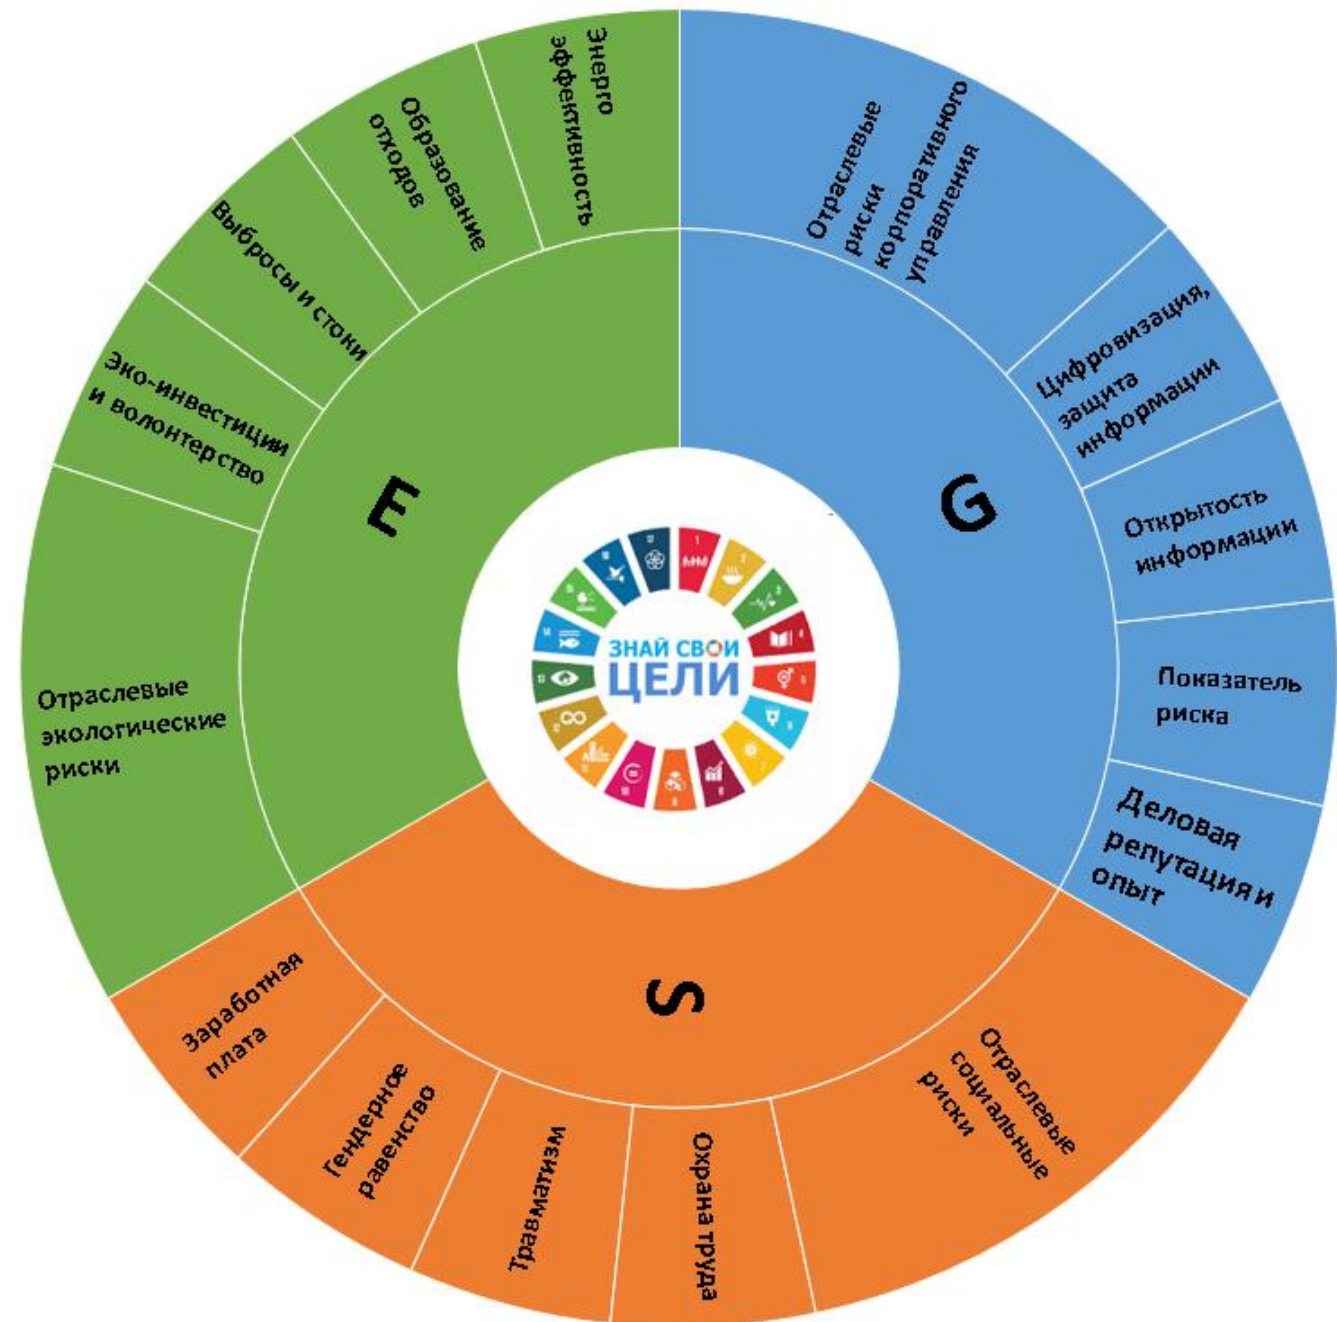 Энерго
эффективность
Образование
отходов
Выбросы и стоки
Эко-инвестиции
и волонтерство
Отраслевые
экологические
риски
E
Отраслевые
риски
корпоративного
управления
Цифровизация,
защита
информации
Открытость
информации
Показатель
риска
Деловая
репутация и
опыт
G
Отраслевые
социальные
риски
Охрана труда
Травматизм
Гендерное
равенство
Заработная
плата
S
ЗНАЙ СВОИ
ЦЕЛИ